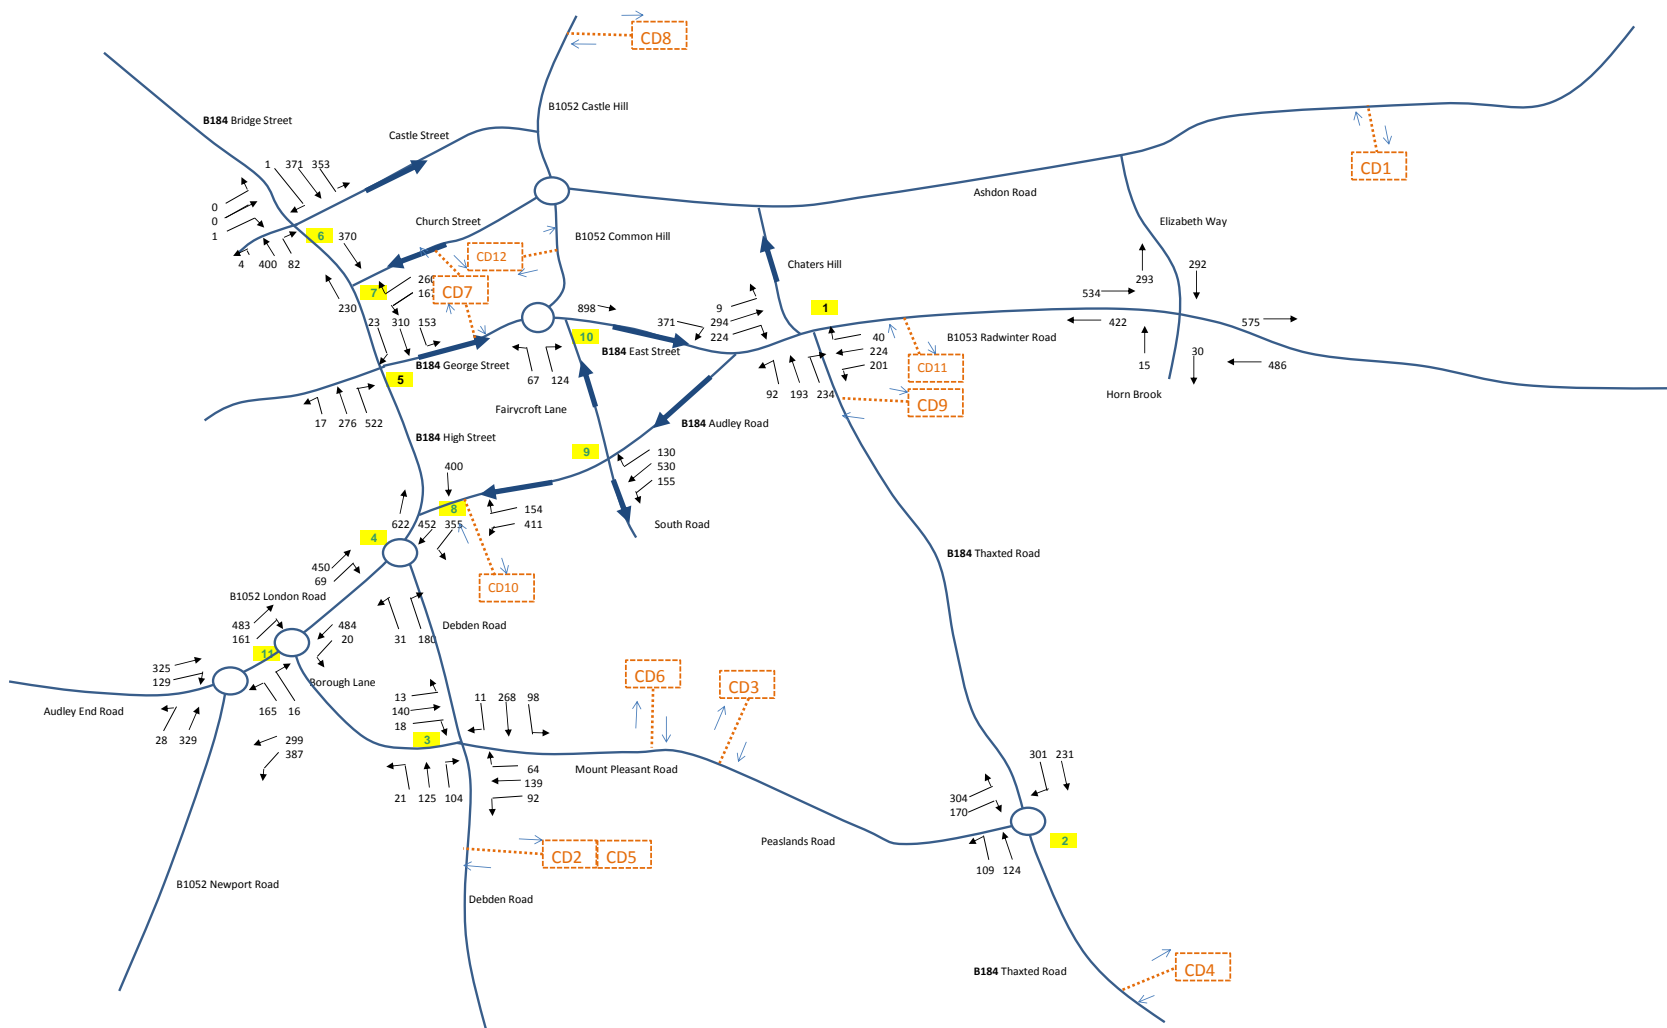 CD8
B1052 Castle Hill
B184 Bridge Street
Castle Street
1 371 353
CD1
Ashdon Road
0
0
1
Church Street
Elizabeth Way
6
370
B1052 Common Hill
4 400 82
CD12
Chaters Hill
292
293
7
260
16
CD7
534
230
898
9
1
23 310 153
371
294
224
422
575
10
40
B1053 Radwinter Road
B184 East Street
224
B184 George Street
201
CD11
15
30
486
5
67 124
92 193 234
Horn Brook
CD9
17 276 522
Fairycroft Lane
B184 Audley Road
B184 High Street
9
130
530
155
400
8
154
411
South Road
622 452 355
4
B184 Thaxted Road
450
69
CD10
B1052 London Road
483
161
484
20
31 180
Debden Road
11
325
129
Borough Lane
CD6
CD3
13
140
18
11 268 98
Audley End Road
165 16
28 329
299
387
3
64
139
92
Mount Pleasant Road
301 231
21 125 104
304
170
Peaslands Road
2
CD2
CD5
109 124
B1052 Newport Road
Debden Road
B184 Thaxted Road
CD4